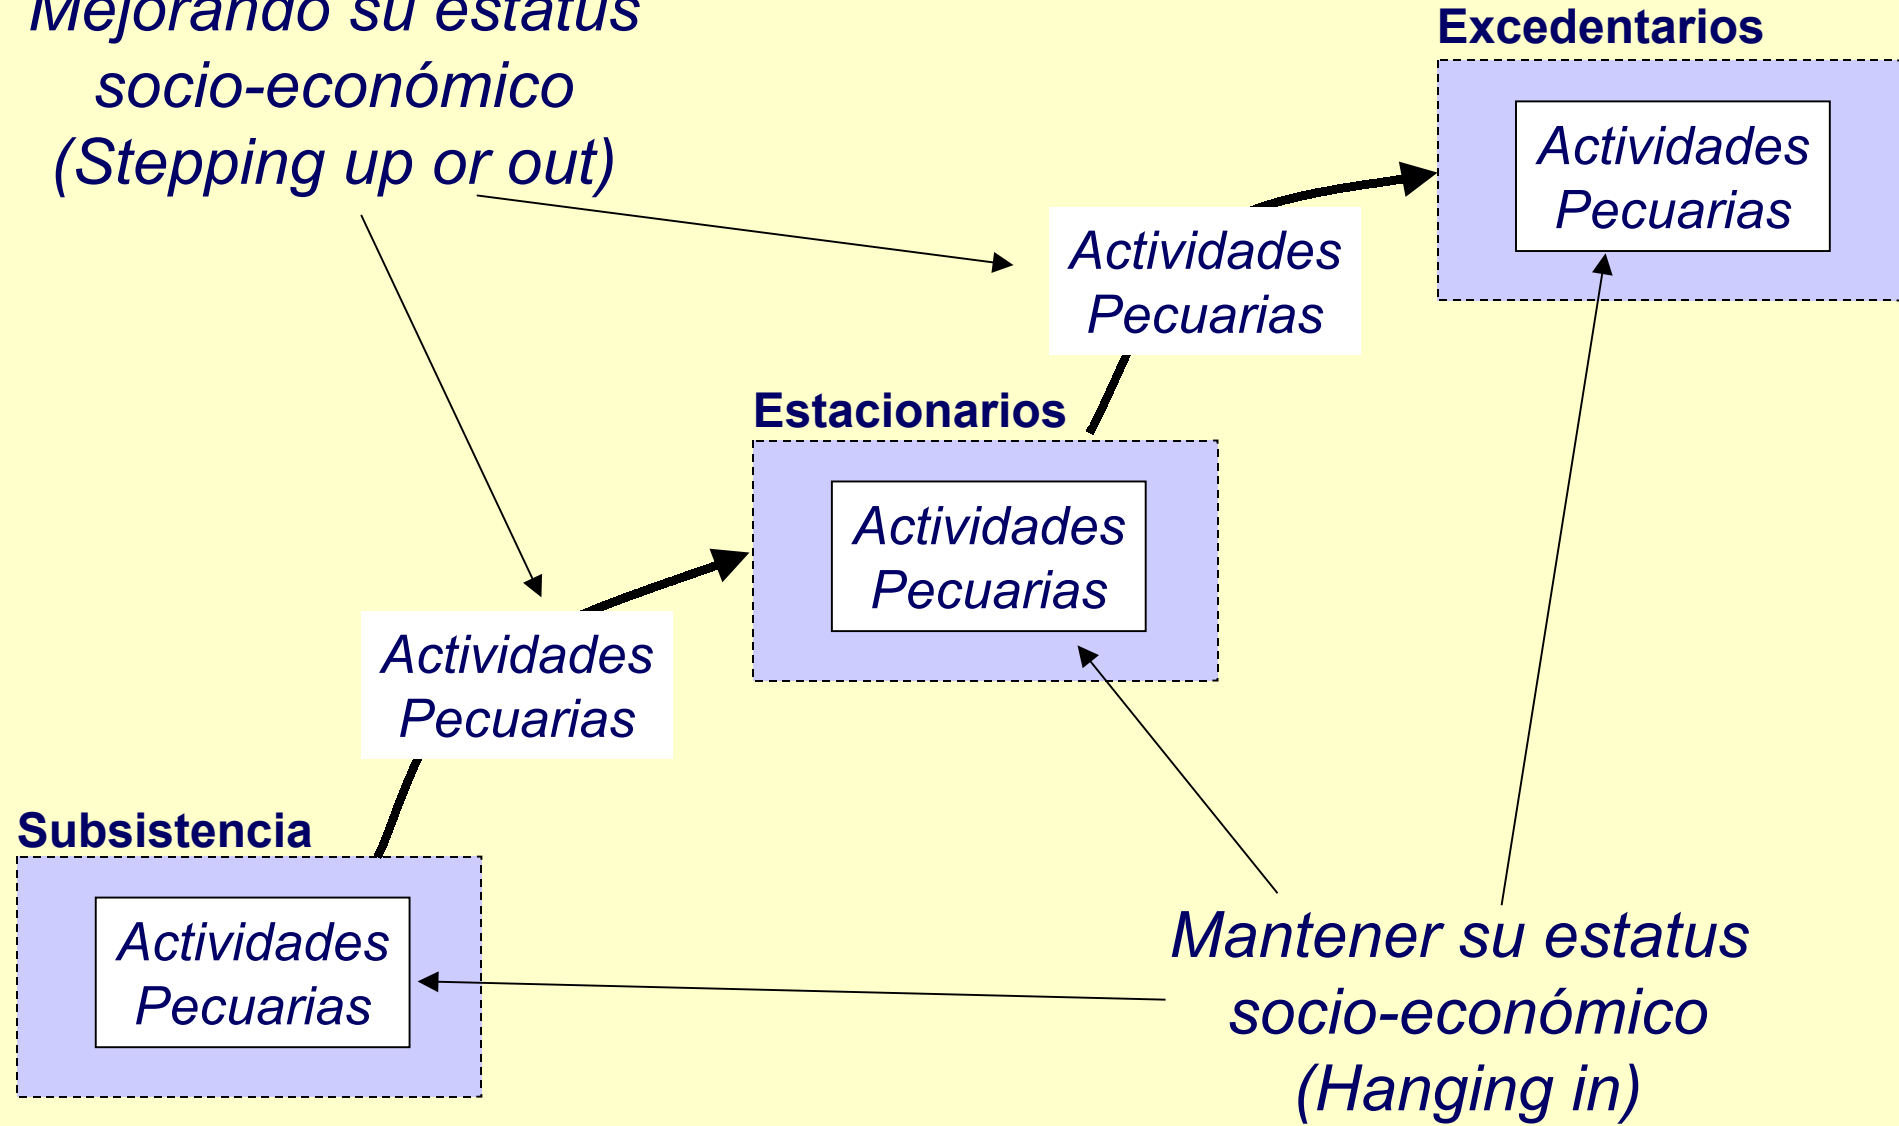 Mejorando su estatus
socio-económico
(Stepping up or out)
Excedentarios
Actividades
Pecuarias
Actividades
Pecuarias
Estacionarios
Actividades
Pecuarias
Actividades
Pecuarias
Subsistencia
Actividades
Pecuarias
Mantener su estatus
socio-económico
(Hanging in)